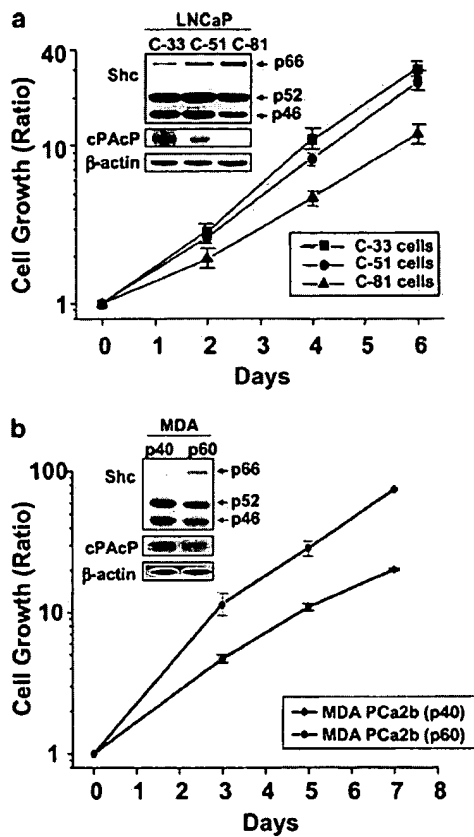 a
LNCaP
C-33 C-51 C-81
Shc
p66
p52
p46
cPAcP
β-actin
Cell Growth (Ratio)
40
10
1
C-33 cells
C-51 cells
C-81 cells
0 1 2 3 4 5 6
Days
b
MDA
p40 p60
Shc
p66
p52
p46
cPAcP
β-actin
Cell Growth (Ratio)
100
10
1
MDA PCa2b (p40)
MDA PCa2b (p60)
0 1 2 3 4 5 6 7 8
Days